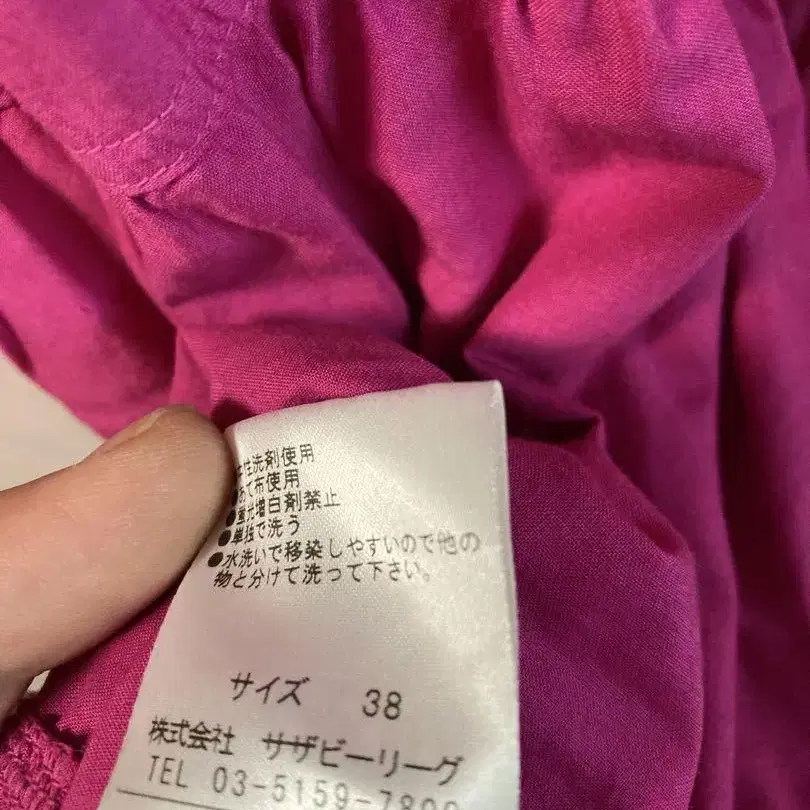 性洗剤使用
あて布使用
●蛍光増白剤禁止
●単独で洗う
●水洗いで移染しやすいので他の
物と分けて洗って下さい。
サイズ 38
株式会社 サザビーリーグ
TEL 03-5159-